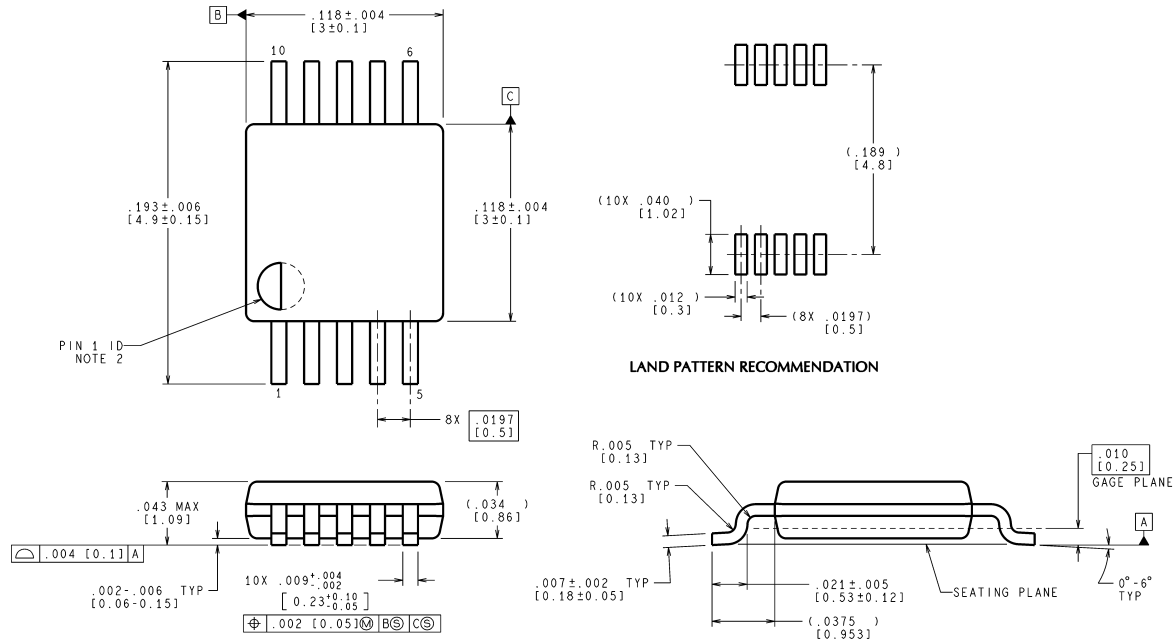 B
.118±.004
[3±0.1]
10
6
C
.193±.006
[4.9±0.15]
.118±.004
[3±0.1]
PIN 1 ID
NOTE 2
1
5
8X .0197
[0.5]
(.189 )
[4.8]
(10X .040 )
[1.02]
(10X .012 )
[0.3]
(8X .0197)
[0.5]
LAND PATTERN RECOMMENDATION
.043 MAX
[1.09]
(.034 )
[0.86]
⌓ .004 [0.1] A
.002-.006 TYP
[0.06-0.15]
10X .009 +.004 -.002
[ 0.23 +0.10 -0.05 ]
⌖ .002 [0.05]Ⓜ BⓈ CⓈ
R.005 TYP
[0.13]
R.005 TYP
[0.13]
.010
[0.25]
GAGE PLANE
A
.007±.002 TYP
[0.18±0.05]
.021±.005
[0.53±0.12]
(.0375 )
[0.953]
SEATING PLANE
0°-6°
TYP